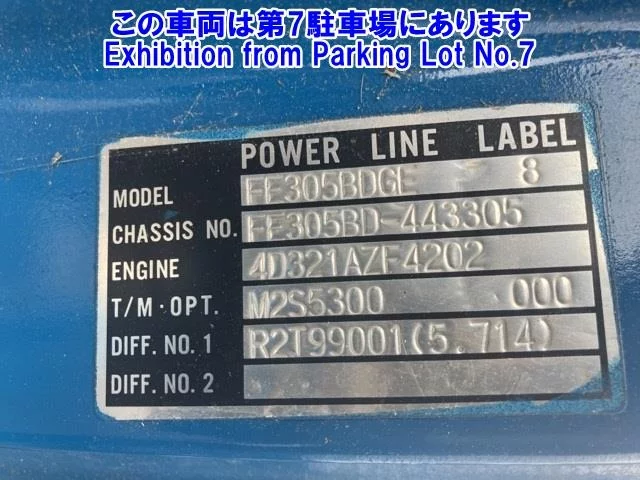 この車両は第7駐車場にあります
Exhibition from Parking Lot No.7
POWER LINE LABEL
MODEL FE305BDGE 8
CHASSIS NO. FE305BD-443305
ENGINE 4D321AZF4202
T/M·OPT. M2S5300 000
DIFF. NO. 1 R2T99001(5.714)
DIFF. NO. 2